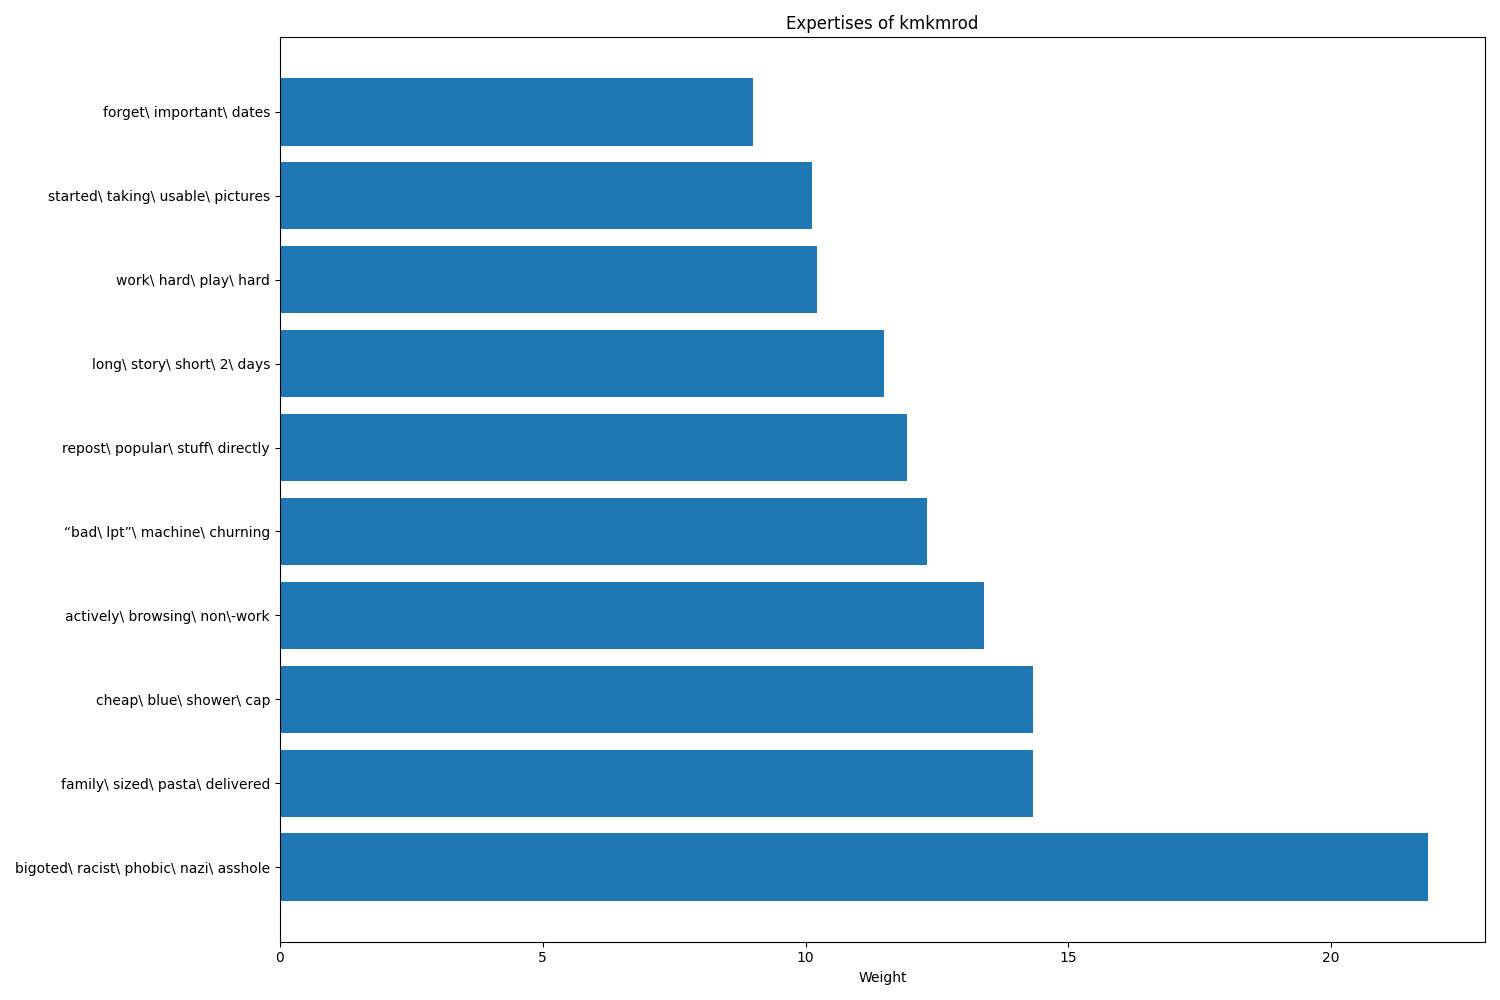 Expertises of kmkmrod
forget\ important\ dates
started\ taking\ usable\ pictures
work\ hard\ play\ hard
long\ story\ short\ 2\ days
repost\ popular\ stuff\ directly
“bad\ lpt”\ machine\ churning
actively\ browsing\ non\-work
cheap\ blue\ shower\ cap
family\ sized\ pasta\ delivered
bigoted\ racist\ phobic\ nazi\ asshole
0 5 10 15 20
Weight